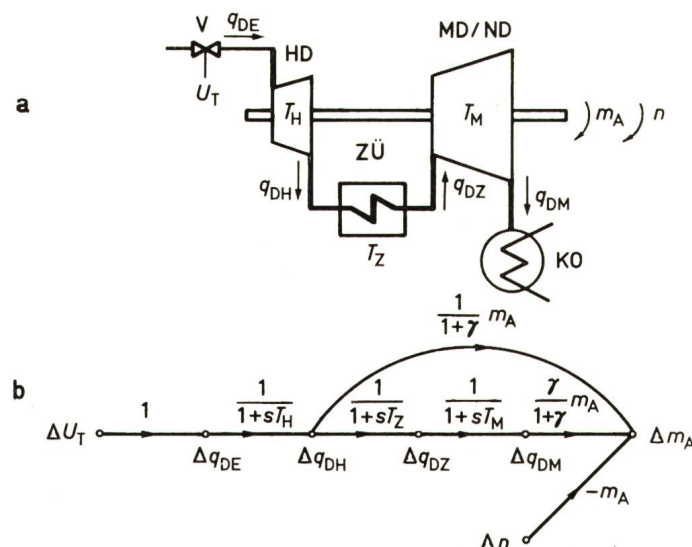 V q_DE
HD
MD/ND
U_T
a
T_H
T_M
m_A n
ZÜ
q_DH
q_DZ
q_DM
T_Z
KO
1/(1+γ) m_A
b
1 1/(1+sT_H) 1/(1+sT_Z) 1/(1+sT_M) γ/(1+γ) m_A
ΔU_T
Δq_DE Δq_DH Δq_DZ Δq_DM Δm_A
-m_A
Δn